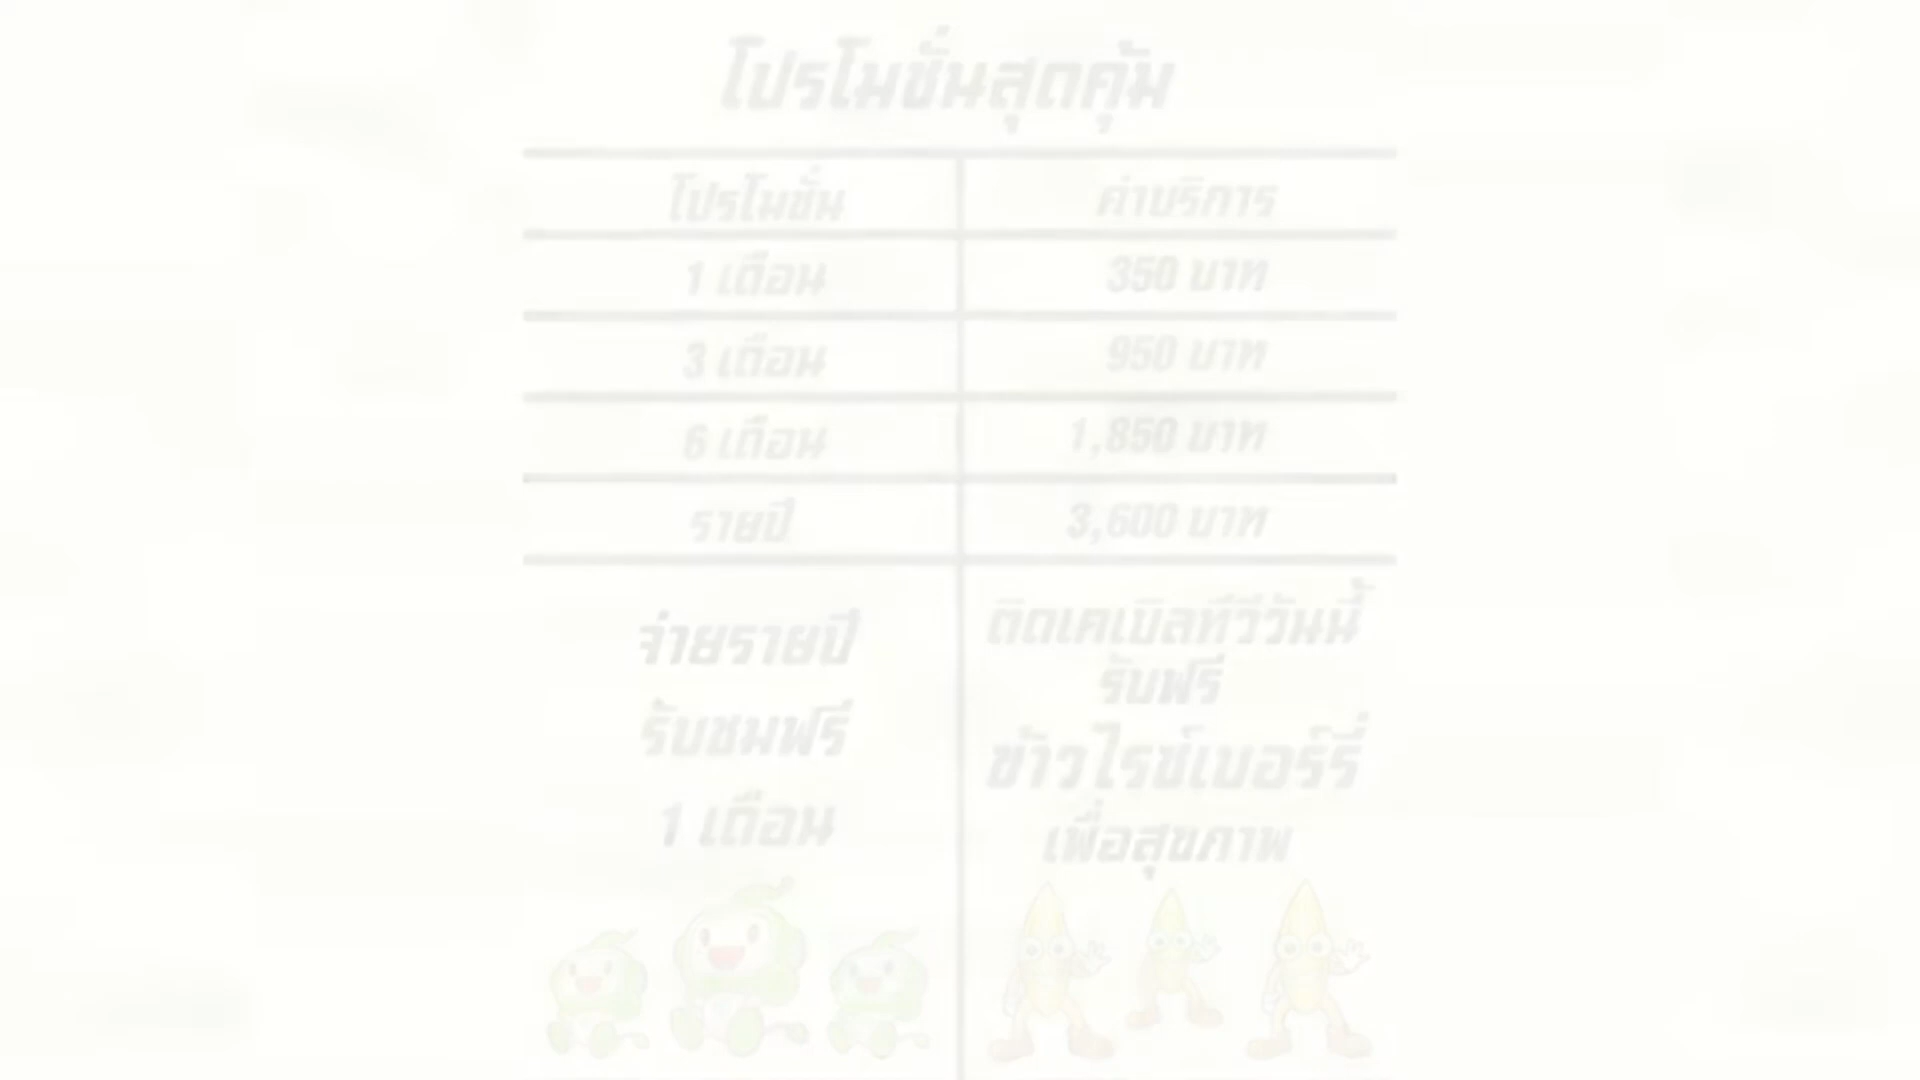 โปรโมชั่นสุดคุ้ม
โปรโมชั่น ค่าบริการ
1 เดือน 350 บาท
3 เดือน 950 บาท
6 เดือน 1,850 บาท
รายปี 3,600 บาท
จ่ายรายปี
รับชมฟรี
1 เดือน
ติดเคเบิลทีวีวันนี้
รับฟรี
ข้าวไรซ์เบอร์รี่
เพื่อสุขภาพ